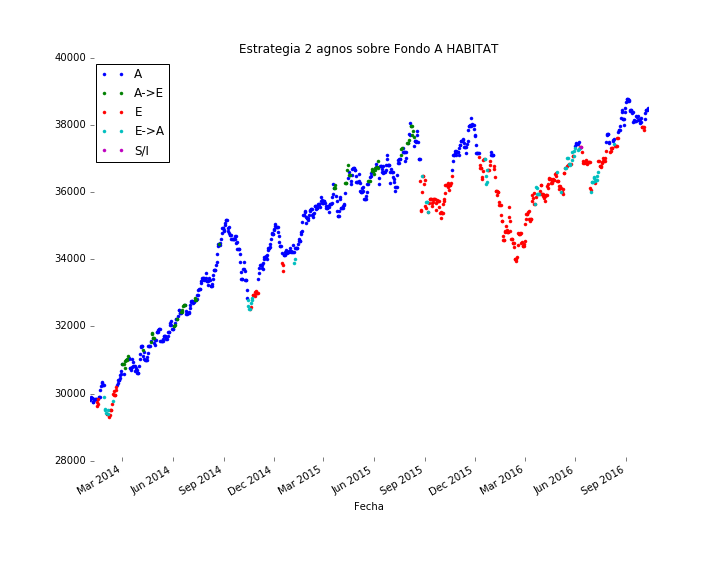 Estrategia 2 agnos sobre Fondo A HABITAT
40000
38000
36000
34000
32000
30000
28000
A
A->E
E
E->A
S/I
Mar 2014
Jun 2014
Sep 2014
Dec 2014
Mar 2015
Jun 2015
Sep 2015
Dec 2015
Mar 2016
Jun 2016
Sep 2016
Fecha